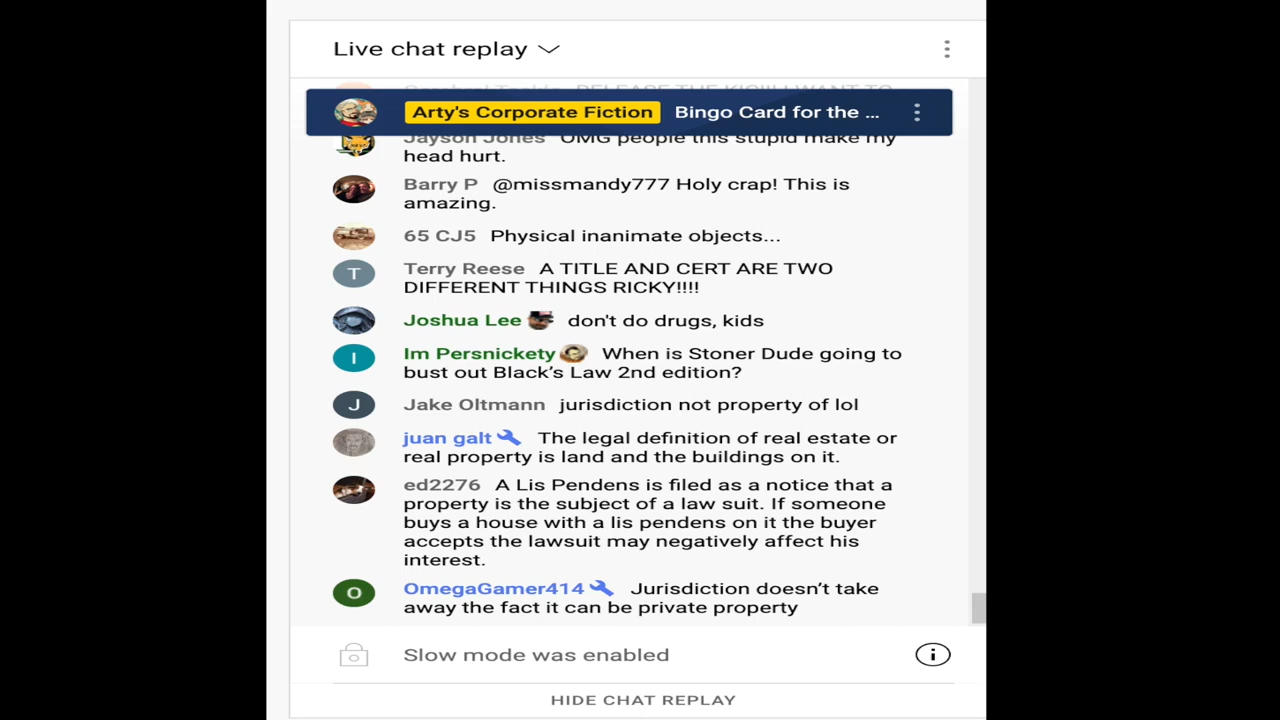 Live chat replay
RELEASE THE KIO!!! I WANT TO
Arty's Corporate Fiction Bingo Card for the ...
Jayson Jones OMG people this stupid make my
head hurt.
Barry P @missmandy777 Holy crap! This is
amazing.
65 CJ5 Physical inanimate objects...
T Terry Reese A TITLE AND CERT ARE TWO
DIFFERENT THINGS RICKY!!!!
Joshua Lee don't do drugs, kids
I Im Persnickety When is Stoner Dude going to
bust out Black’s Law 2nd edition?
J Jake Oltmann jurisdiction not property of lol
juan galt The legal definition of real estate or
real property is land and the buildings on it.
ed2276 A Lis Pendens is filed as a notice that a
property is the subject of a law suit. If someone
buys a house with a lis pendens on it the buyer
accepts the lawsuit may negatively affect his
interest.
O OmegaGamer414 Jurisdiction doesn’t take
away the fact it can be private property
Slow mode was enabled
HIDE CHAT REPLAY